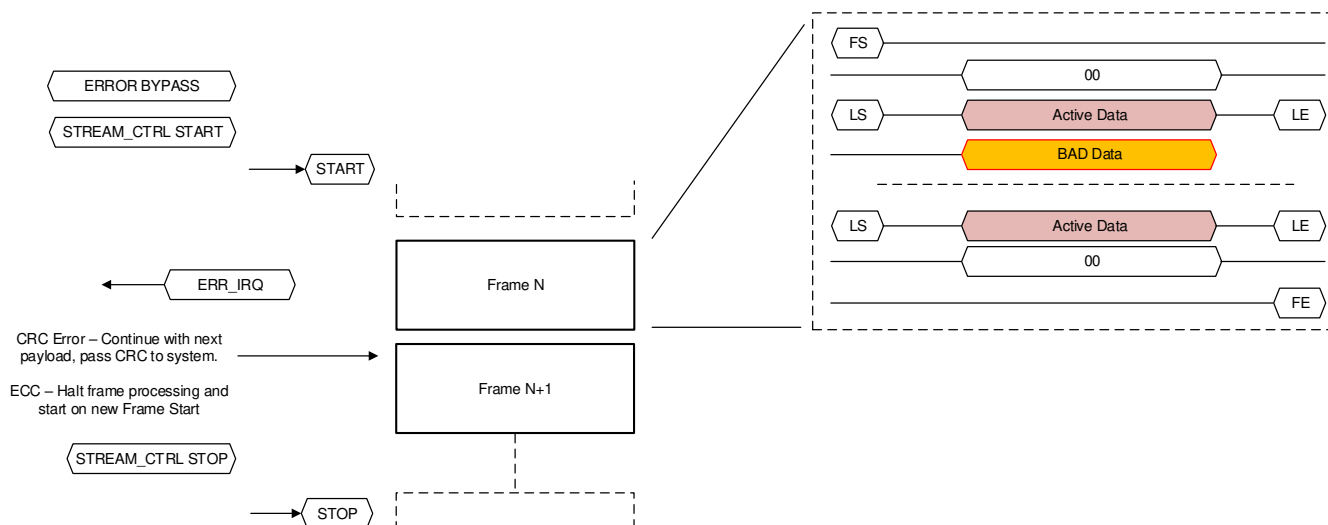 ERROR BYPASS
STREAM_CTRL START
START
ERR_IRQ
CRC Error – Continue with next
payload, pass CRC to system.
ECC – Halt frame processing and
start on new Frame Start
STREAM_CTRL STOP
STOP
Frame N
Frame N+1
FS
00
LS
Active Data
LE
BAD Data
LS
Active Data
LE
00
FE